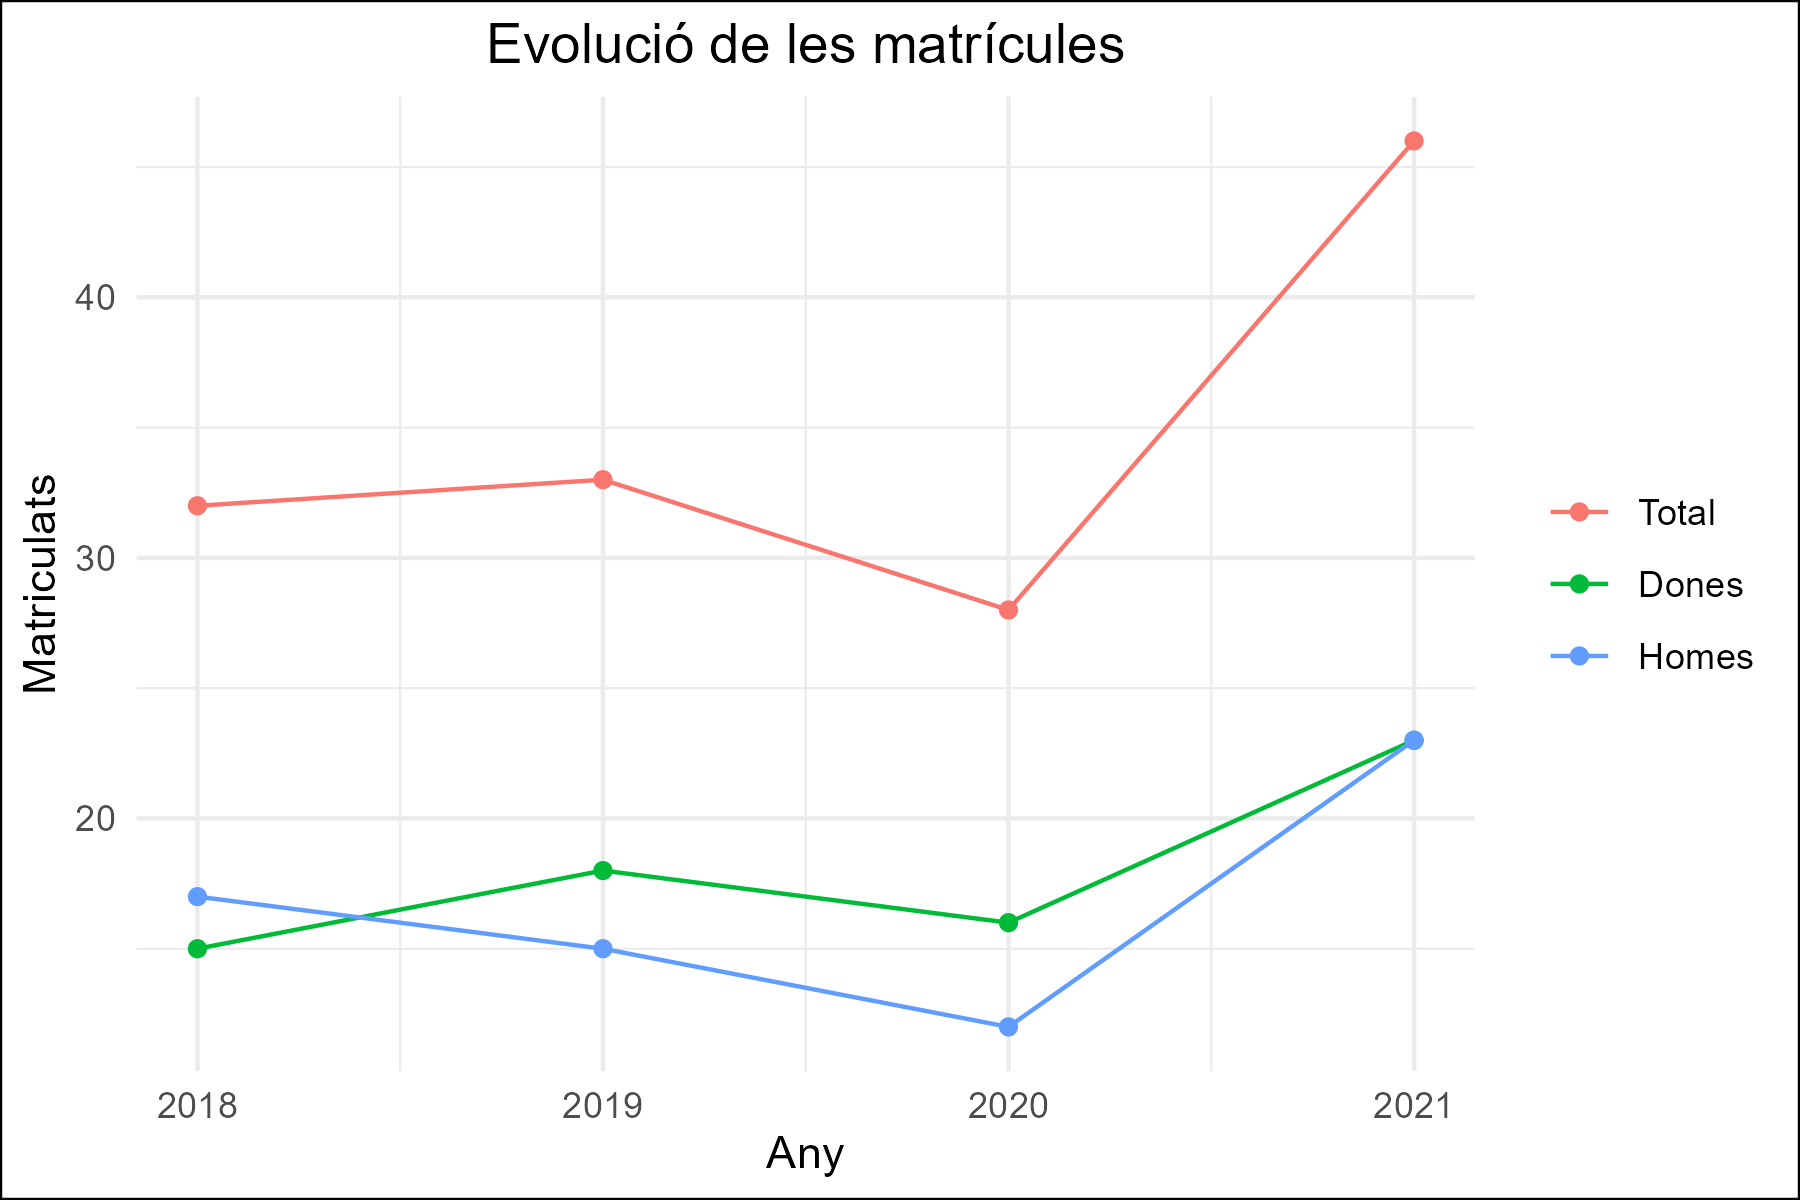 Evolució de les matrícules
Matriculats
40
30
20
2018
2019
2020
2021
Any
Total
Dones
Homes